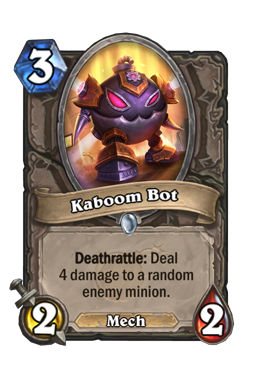 3
Kaboom Bot
Deathrattle: Deal
4 damage to a random
enemy minion.
2
Mech
2